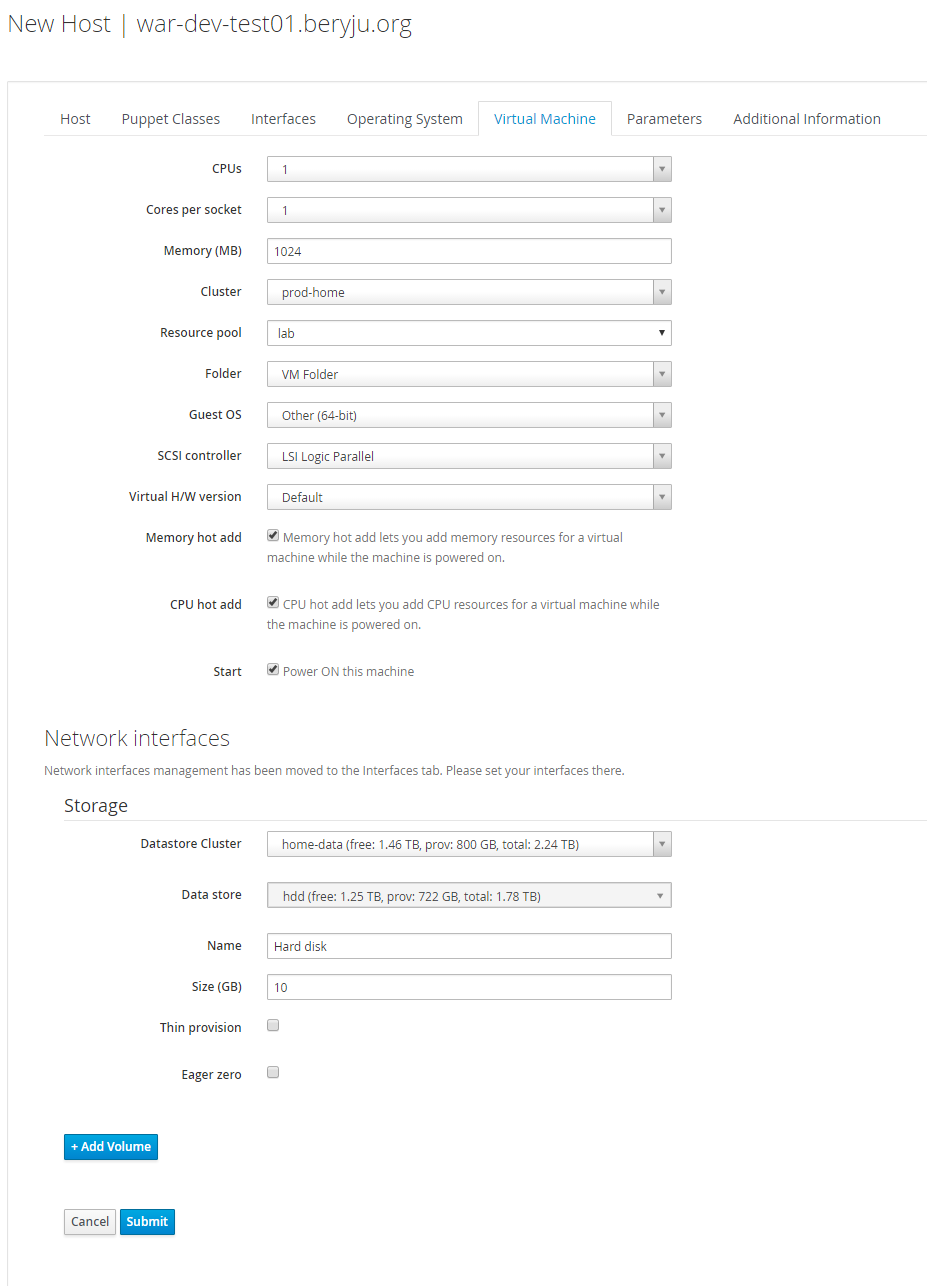 New Host | war-dev-test01.beryju.org
Host Puppet Classes Interfaces Operating System Virtual Machine Parameters Additional Information
CPUs 1
Cores per socket 1
Memory (MB) 1024
Cluster prod-home
Resource pool lab
Folder VM Folder
Guest OS Other (64-bit)
SCSI controller LSI Logic Parallel
Virtual H/W version Default
Memory hot add Memory hot add lets you add memory resources for a virtual
machine while the machine is powered on.
CPU hot add CPU hot add lets you add CPU resources for a virtual machine while
the machine is powered on.
Start Power ON this machine
Network interfaces
Network interfaces management has been moved to the Interfaces tab. Please set your interfaces there.
Storage
Datastore Cluster home-data (free: 1.46 TB, prov: 800 GB, total: 2.24 TB)
Data store hdd (free: 1.25 TB, prov: 722 GB, total: 1.78 TB)
Name Hard disk
Size (GB) 10
Thin provision
Eager zero
+ Add Volume
Cancel Submit